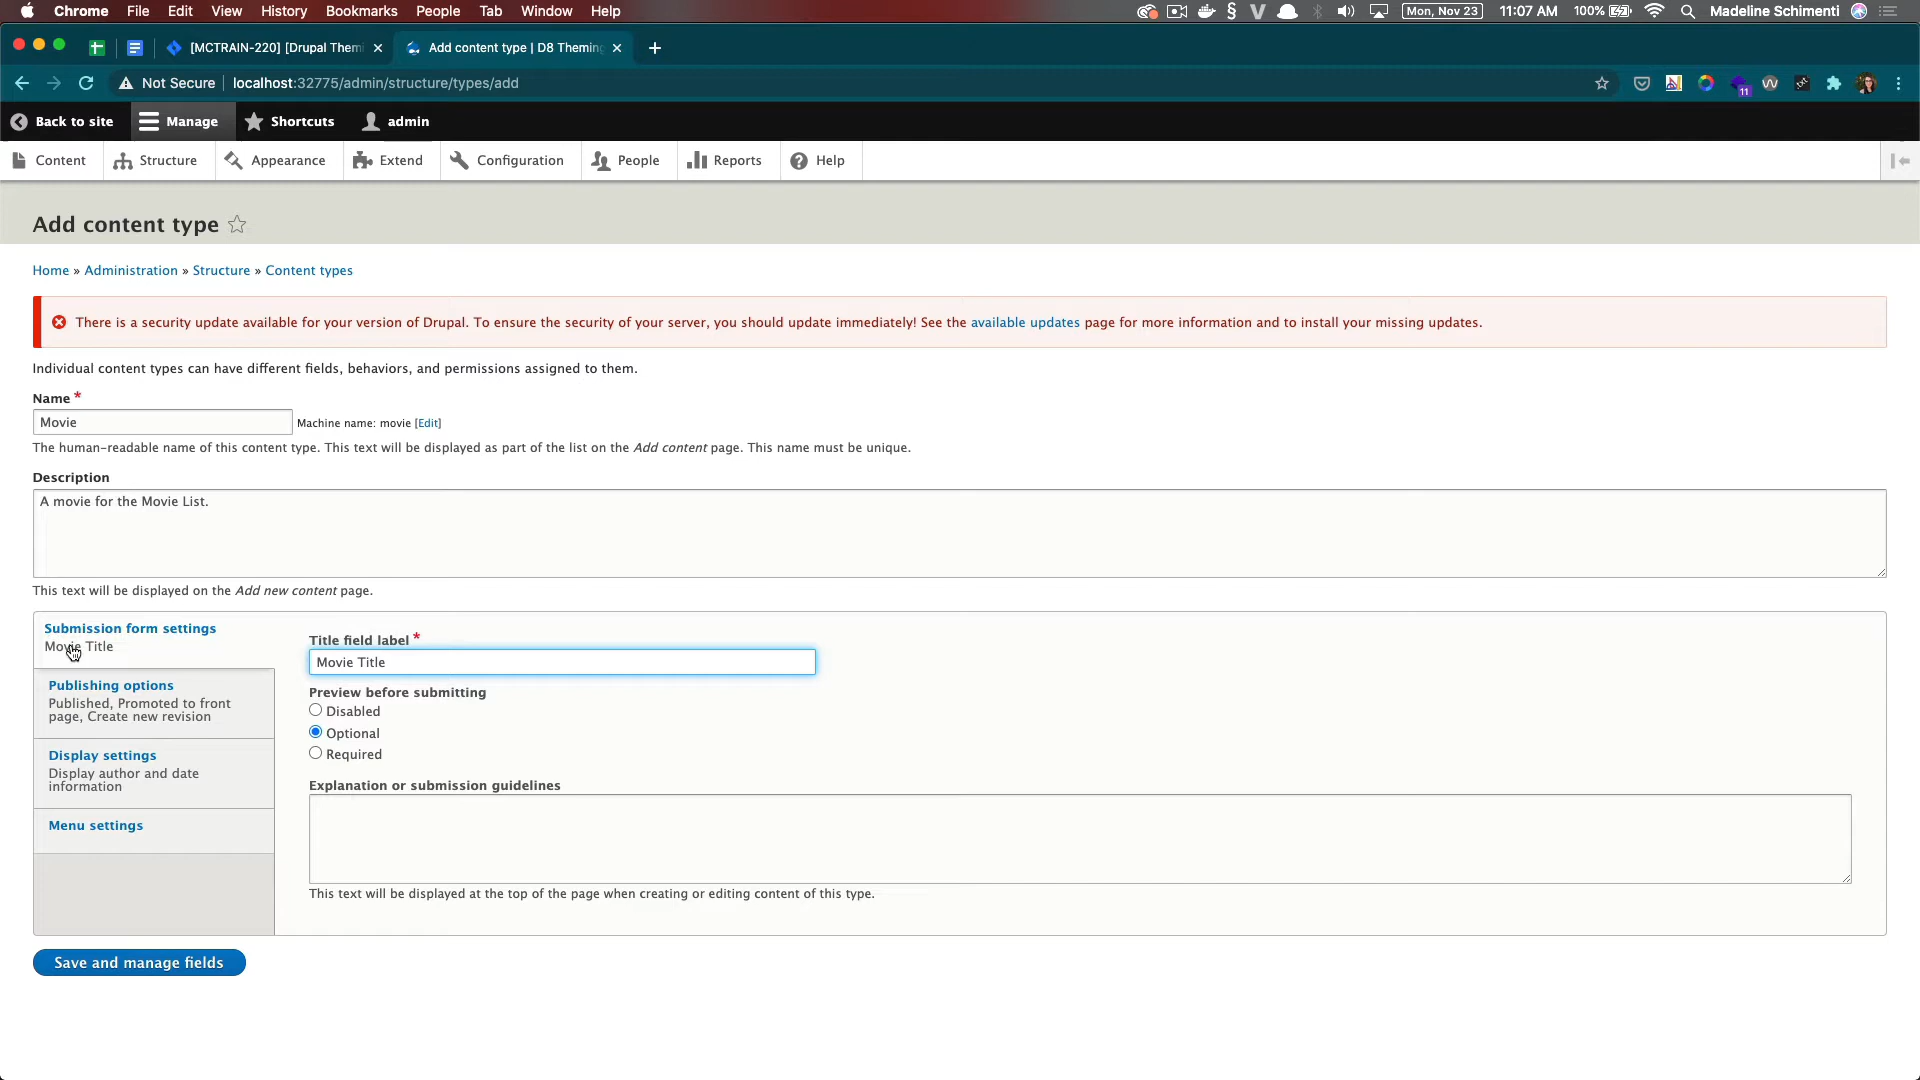 Chrome File Edit View History Bookmarks People Tab Window Help Mon, Nov 23 11:07 AM 100% Madeline Schimenti
[MCTRAIN-220] [Drupal Them Add content type | D8 Theming
Not Secure localhost:32775/admin/structure/types/add 11
Back to site Manage Shortcuts admin
Content Structure Appearance Extend Configuration People Reports Help
Add content type
Home » Administration » Structure » Content types
There is a security update available for your version of Drupal. To ensure the security of your server, you should update immediately! See the available updates page for more information and to install your missing updates.
Individual content types can have different fields, behaviors, and permissions assigned to them.
Name *
Movie Machine name: movie [Edit]
The human-readable name of this content type. This text will be displayed as part of the list on the Add content page. This name must be unique.
Description
A movie for the Movie List.
This text will be displayed on the Add new content page.
Submission form settings
Movie Title
Publishing options
Published, Promoted to front
page, Create new revision
Display settings
Display author and date
information
Menu settings
Title field label *
Movie Title
Preview before submitting
Disabled
Optional
Required
Explanation or submission guidelines
This text will be displayed at the top of the page when creating or editing content of this type.
Save and manage fields